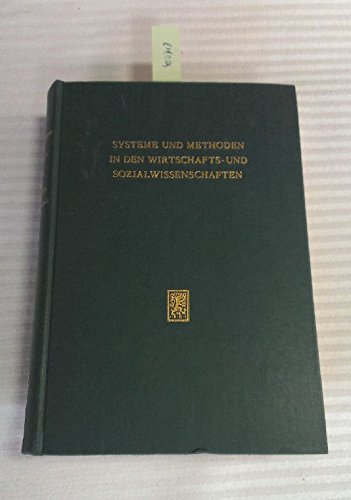 SYSTEME UND METHODEN
IN DEN WIRTSCHAFTS-UND
SOZIALWISSENSCHAFTEN